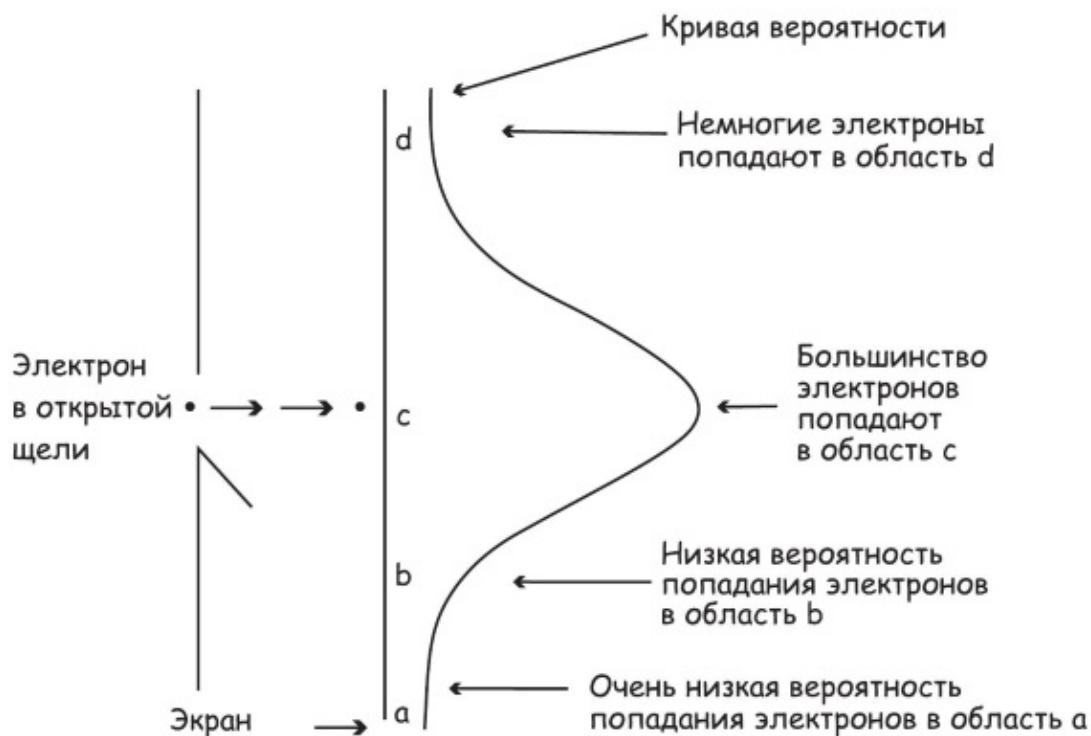 Кривая вероятности
d
Немногие электроны
попадают в область d
Электрон
в открытой
щели
c
Большинство
электронов
попадают
в область c
b
Низкая вероятность
попадания электронов
в область b
a
Очень низкая вероятность
попадания электронов в область a
Экран